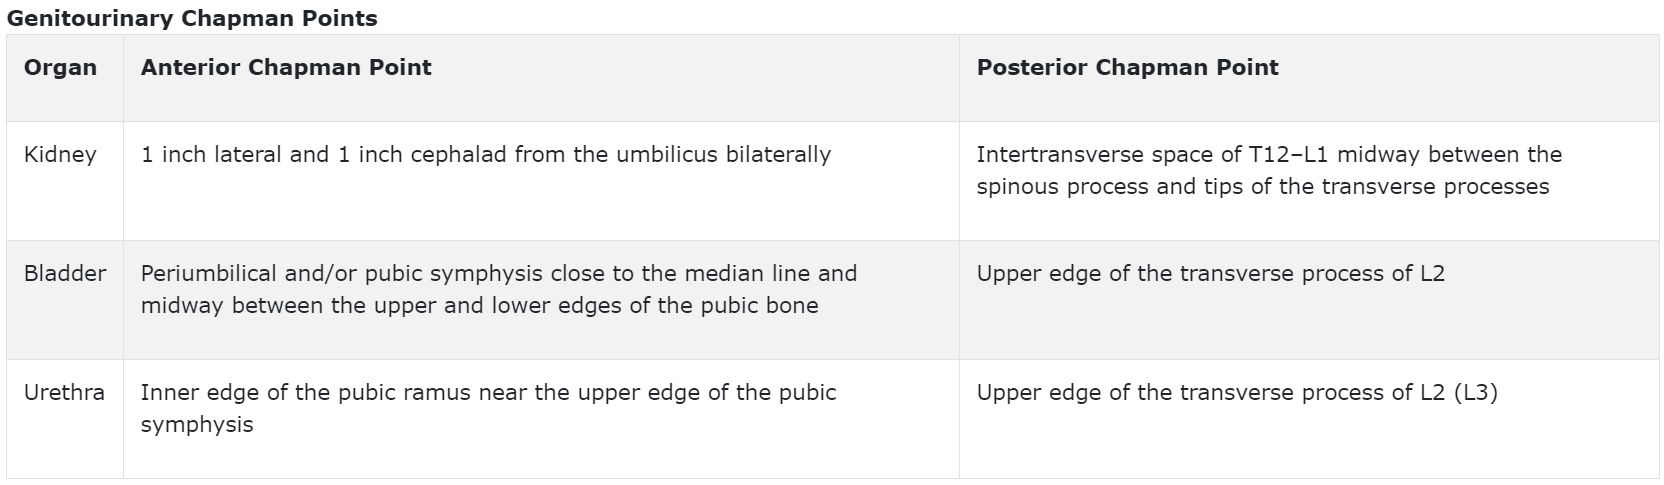 Genitourinary Chapman Points
Organ
Anterior Chapman Point
Posterior Chapman Point
Kidney
1 inch lateral and 1 inch cephalad from the umbilicus bilaterally
Intertransverse space of T12–L1 midway between the
spinous process and tips of the transverse processes
Bladder
Periumbilical and/or pubic symphysis close to the median line and
midway between the upper and lower edges of the pubic bone
Upper edge of the transverse process of L2
Urethra
Inner edge of the pubic ramus near the upper edge of the pubic
symphysis
Upper edge of the transverse process of L2 (L3)